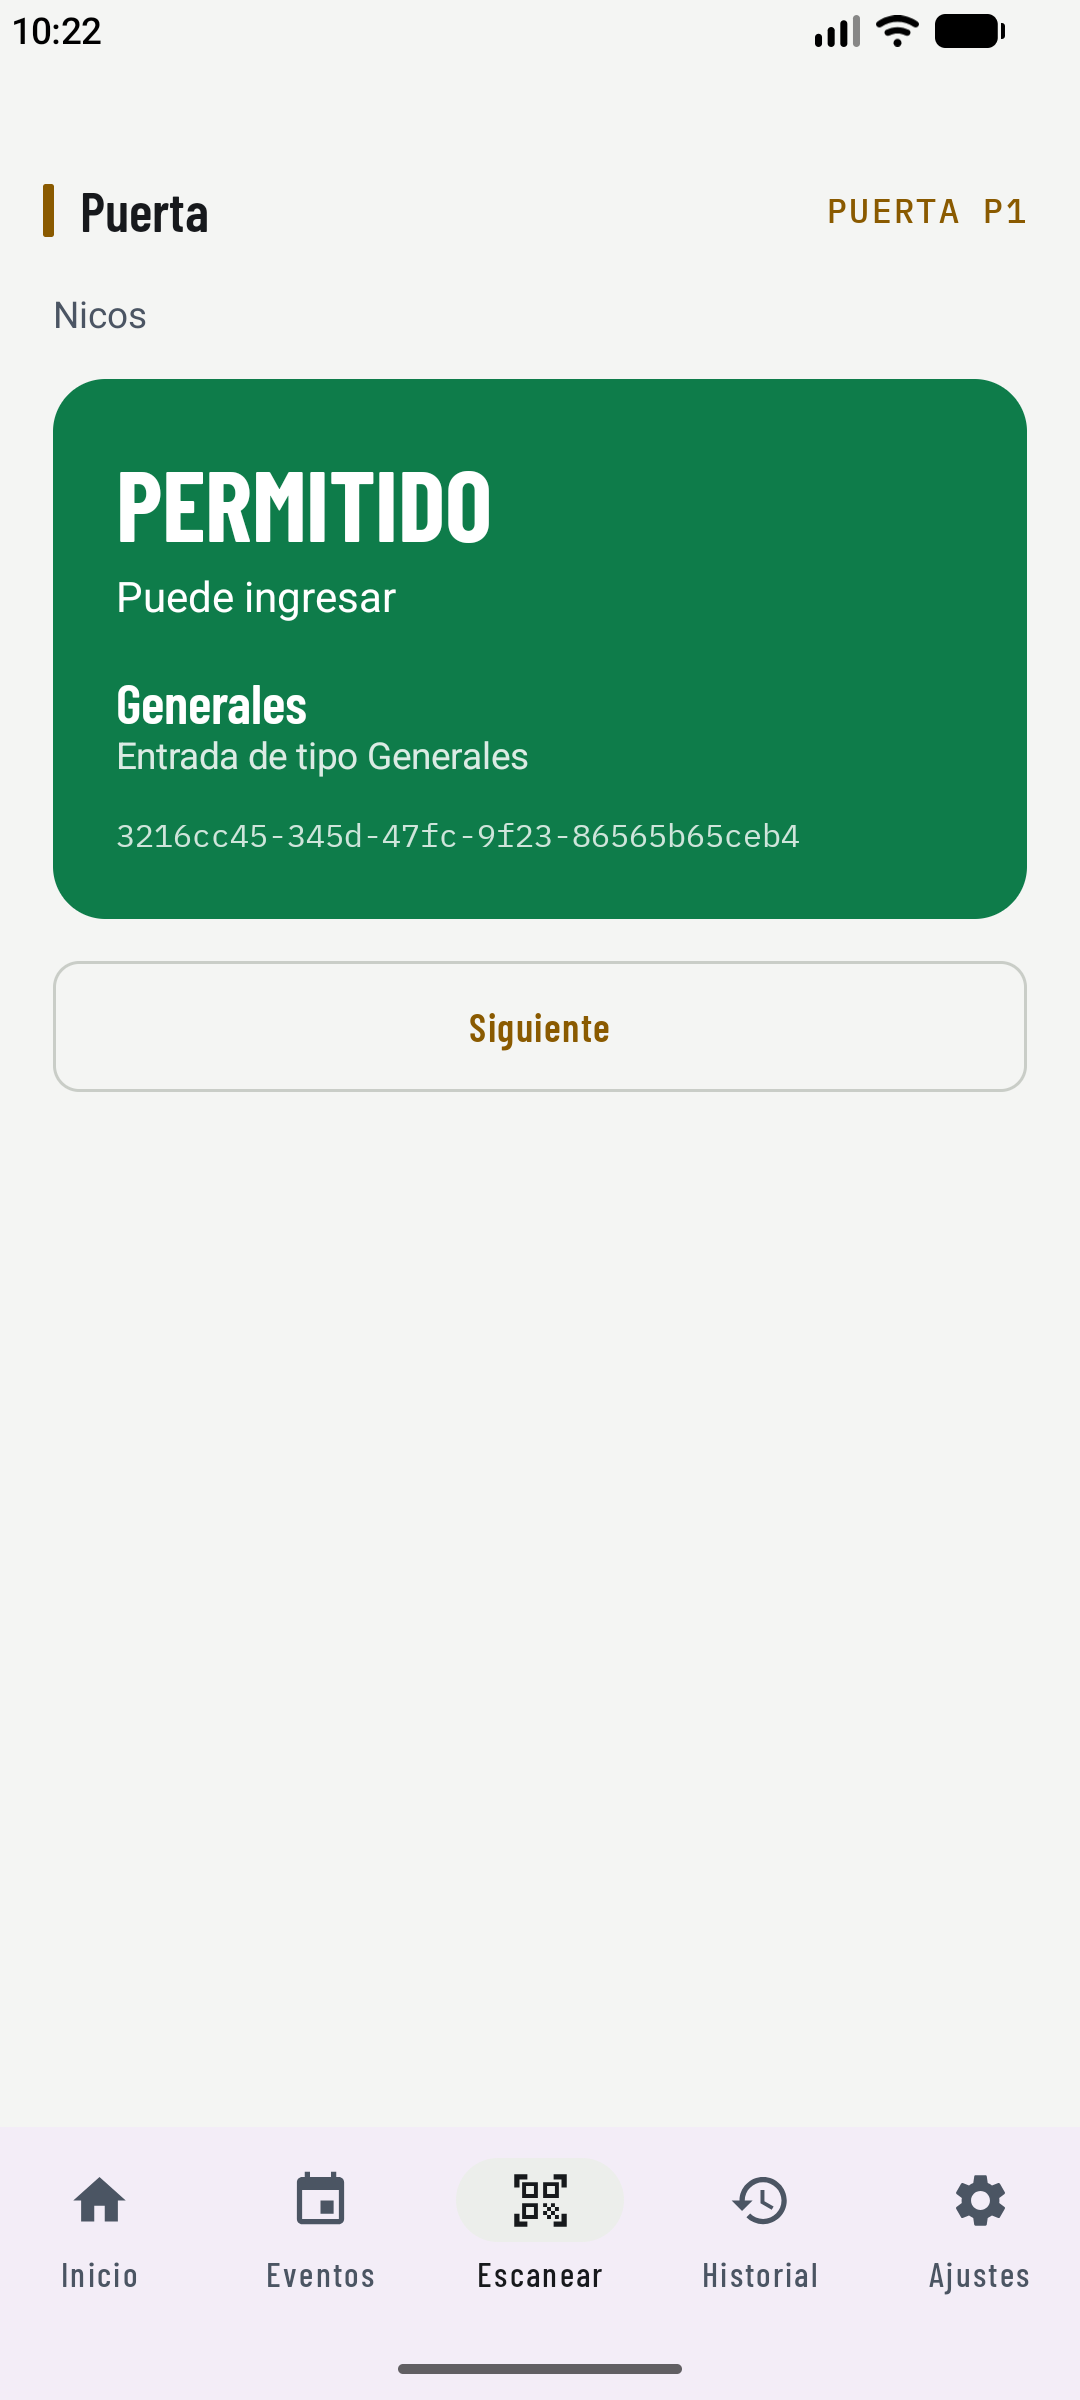 10:22
Puerta
PUERTA P1
Nicos
PERMITIDO
Puede ingresar
Generales
Entrada de tipo Generales
3216cc45-345d-47fc-9f23-86565b65ceb4
Siguiente
Inicio
Eventos
Escanear
Historial
Ajustes